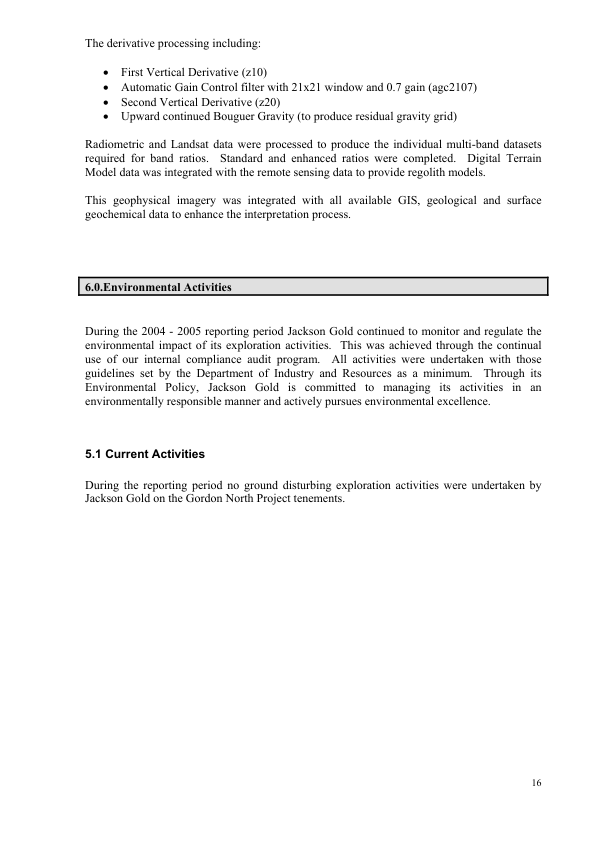 The derivative processing including:
• First Vertical Derivative (z10)
• Automatic Gain Control filter with 21x21 window and 0.7 gain (agc2107)
• Second Vertical Derivative (z20)
• Upward continued Bouguer Gravity (to produce residual gravity grid)
Radiometric and Landsat data were processed to produce the individual multi-band datasets
required for band ratios.  Standard and enhanced ratios were completed.  Digital Terrain
Model data was integrated with the remote sensing data to provide regolith models.
This geophysical imagery was integrated with all available GIS, geological and surface
geochemical data to enhance the interpretation process.
6.0.Environmental Activities
During the 2004 - 2005 reporting period Jackson Gold continued to monitor and regulate the
environmental impact of its exploration activities.  This was achieved through the continual
use of our internal compliance audit program.  All activities were undertaken with those
guidelines set by the Department of Industry and Resources as a minimum.  Through its
Environmental Policy, Jackson Gold is committed to managing its activities in an
environmentally responsible manner and actively pursues environmental excellence.
5.1 Current Activities
During the reporting period no ground disturbing exploration activities were undertaken by
Jackson Gold on the Gordon North Project tenements.
16